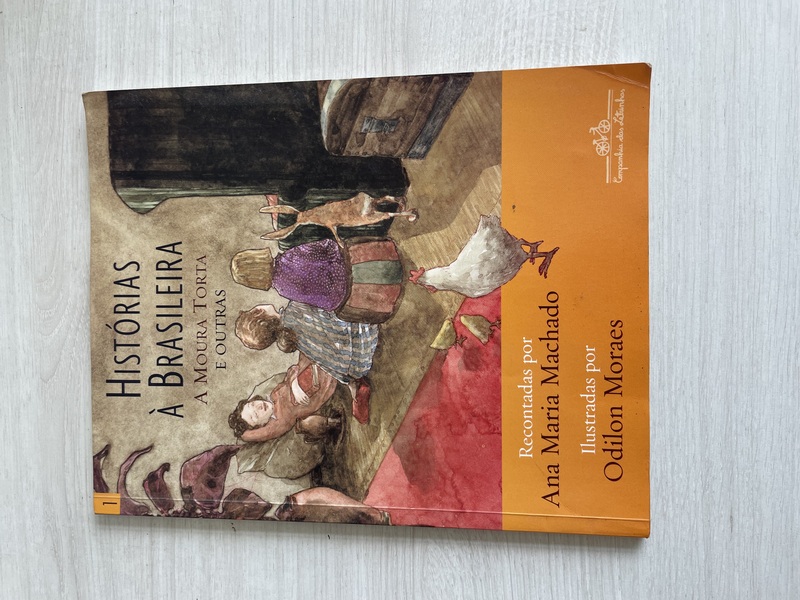 1
HISTÓRIAS
À BRASILEIRA
A MOURA TORTA
E OUTRAS
Recontadas por
Ana Maria Machado
Ilustradas por
Odilon Moraes
Companhia das Letrinhas